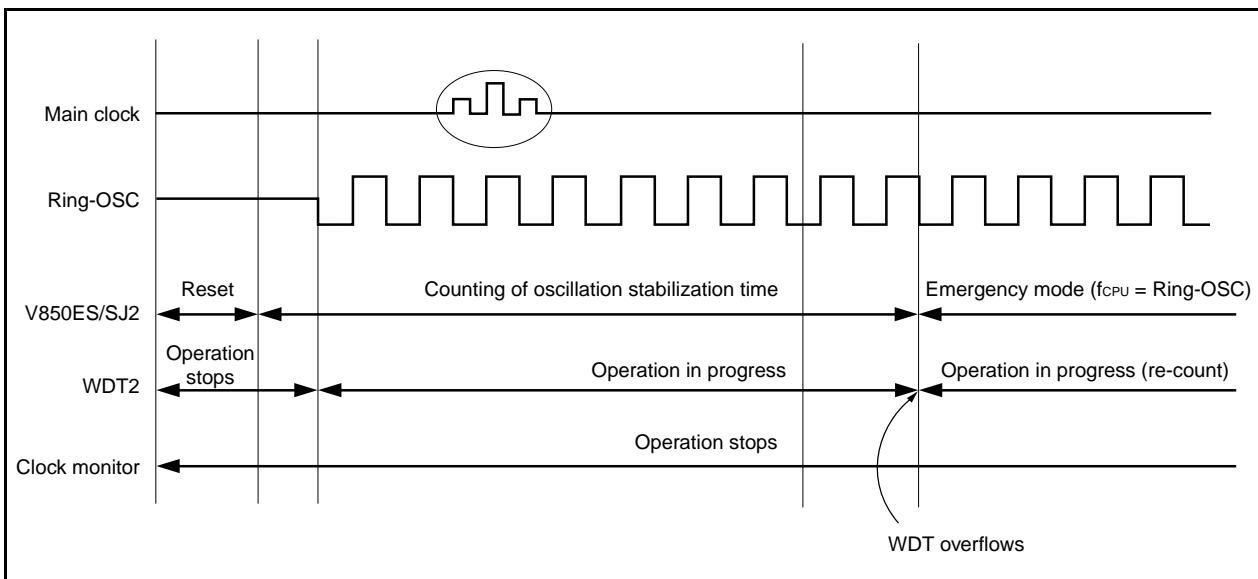 Main clock
Ring-OSC
Reset
Counting of oscillation stabilization time
Emergency mode (fCPU = Ring-OSC)
V850ES/SJ2
Operation
stops
Operation in progress
Operation in progress (re-count)
WDT2
Operation stops
Clock monitor
WDT overflows